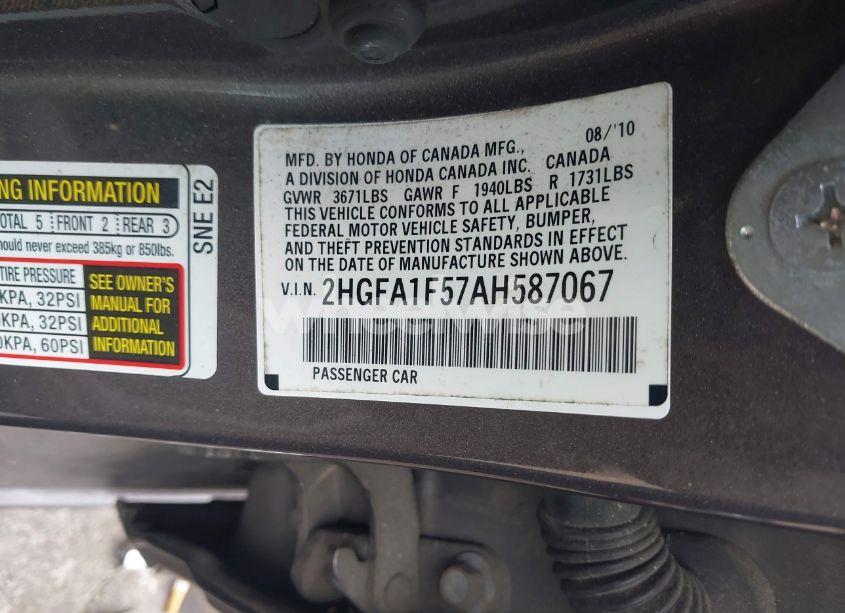 NG INFORMATION
OTAL 5 FRONT 2 REAR 3
hould never exceed 385kg or 850lbs.
TIRE PRESSURE
KPA, 32PSI
KPA, 32PSI
0KPA, 60PSI
SEE OWNER'S
MANUAL FOR
ADDITIONAL
INFORMATION
SNE E2
08/'10
MFD. BY HONDA OF CANADA MFG.,
A DIVISION OF HONDA CANADA INC. CANADA
GVWR 3671LBS GAWR F 1940LBS R 1731LBS
THIS VEHICLE CONFORMS TO ALL APPLICABLE
FEDERAL MOTOR VEHICLE SAFETY, BUMPER,
AND THEFT PREVENTION STANDARDS IN EFFECT
ON THE DATE OF MANUFACTURE SHOWN ABOVE.
V.I.N. 2HGFA1F57AH587067
wheelwise
PASSENGER CAR